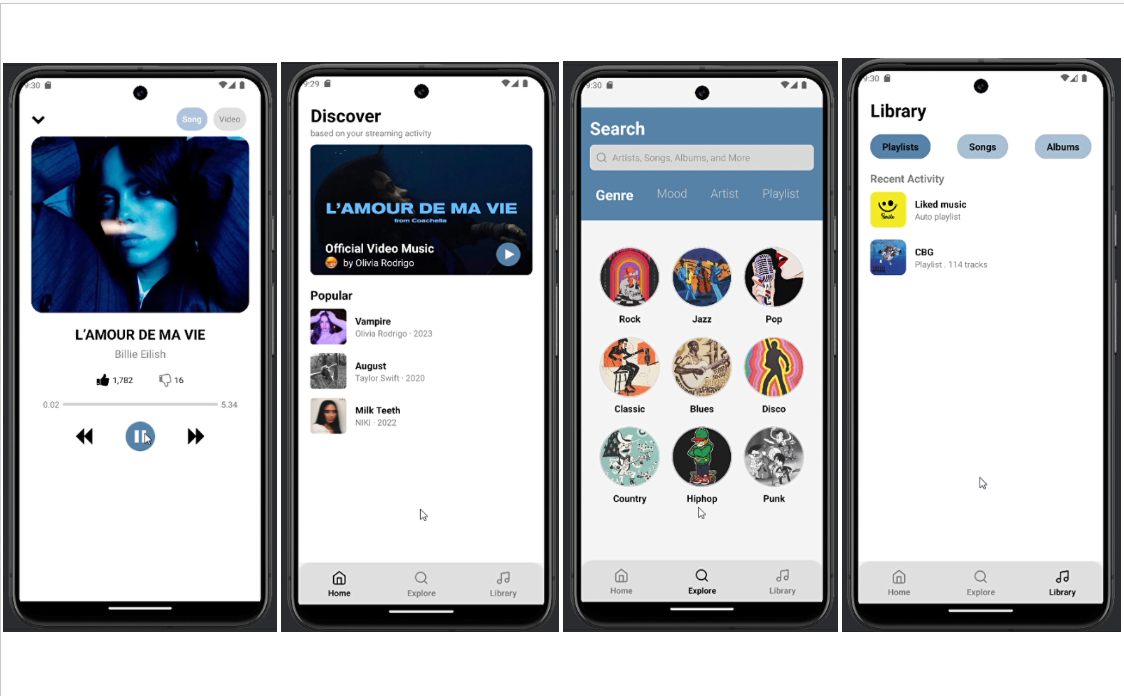 9:30
Song Video
L'AMOUR DE MA VIE
Billie Eilish
1,782 16
0.02 5.34
9:29
Discover
based on your streaming activity
L'AMOUR DE MA VIE
from Coachella
Official Video Music
by Olivia Rodrigo
Popular
Vampire
Olivia Rodrigo · 2023
August
Taylor Swift · 2020
Milk Teeth
NIKI · 2022
Home Explore Library
9:30
Search
Artists, Songs, Albums, and More
Genre Mood Artist Playlist
Rock Jazz Pop
Classic Blues Disco
Country Hiphop Punk
Home Explore Library
9:30
Library
Playlists Songs Albums
Recent Activity
Smile
Liked music
Auto playlist
CBG
Playlist . 114 tracks
Home Explore Library